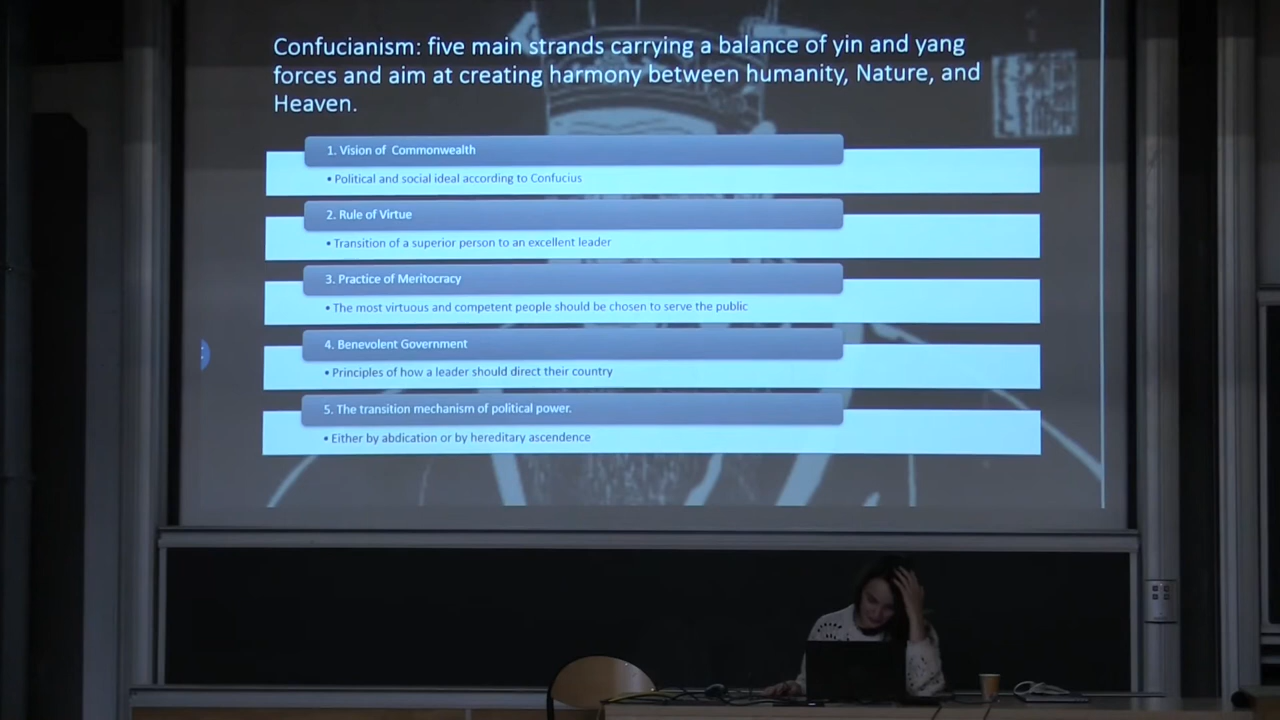 Confucianism: five main strands carrying a balance of yin and yang
forces and aim at creating harmony between humanity, Nature, and
Heaven.
1. Vision of Commonwealth
• Political and social ideal according to Confucius
2. Rule of Virtue
• Transition of a superior person to an excellent leader
3. Practice of Meritocracy
• The most virtuous and competent people should be chosen to serve the public
4. Benevolent Government
• Principles of how a leader should direct their country
5. The transition mechanism of political power.
• Either by abdication or by hereditary ascendence